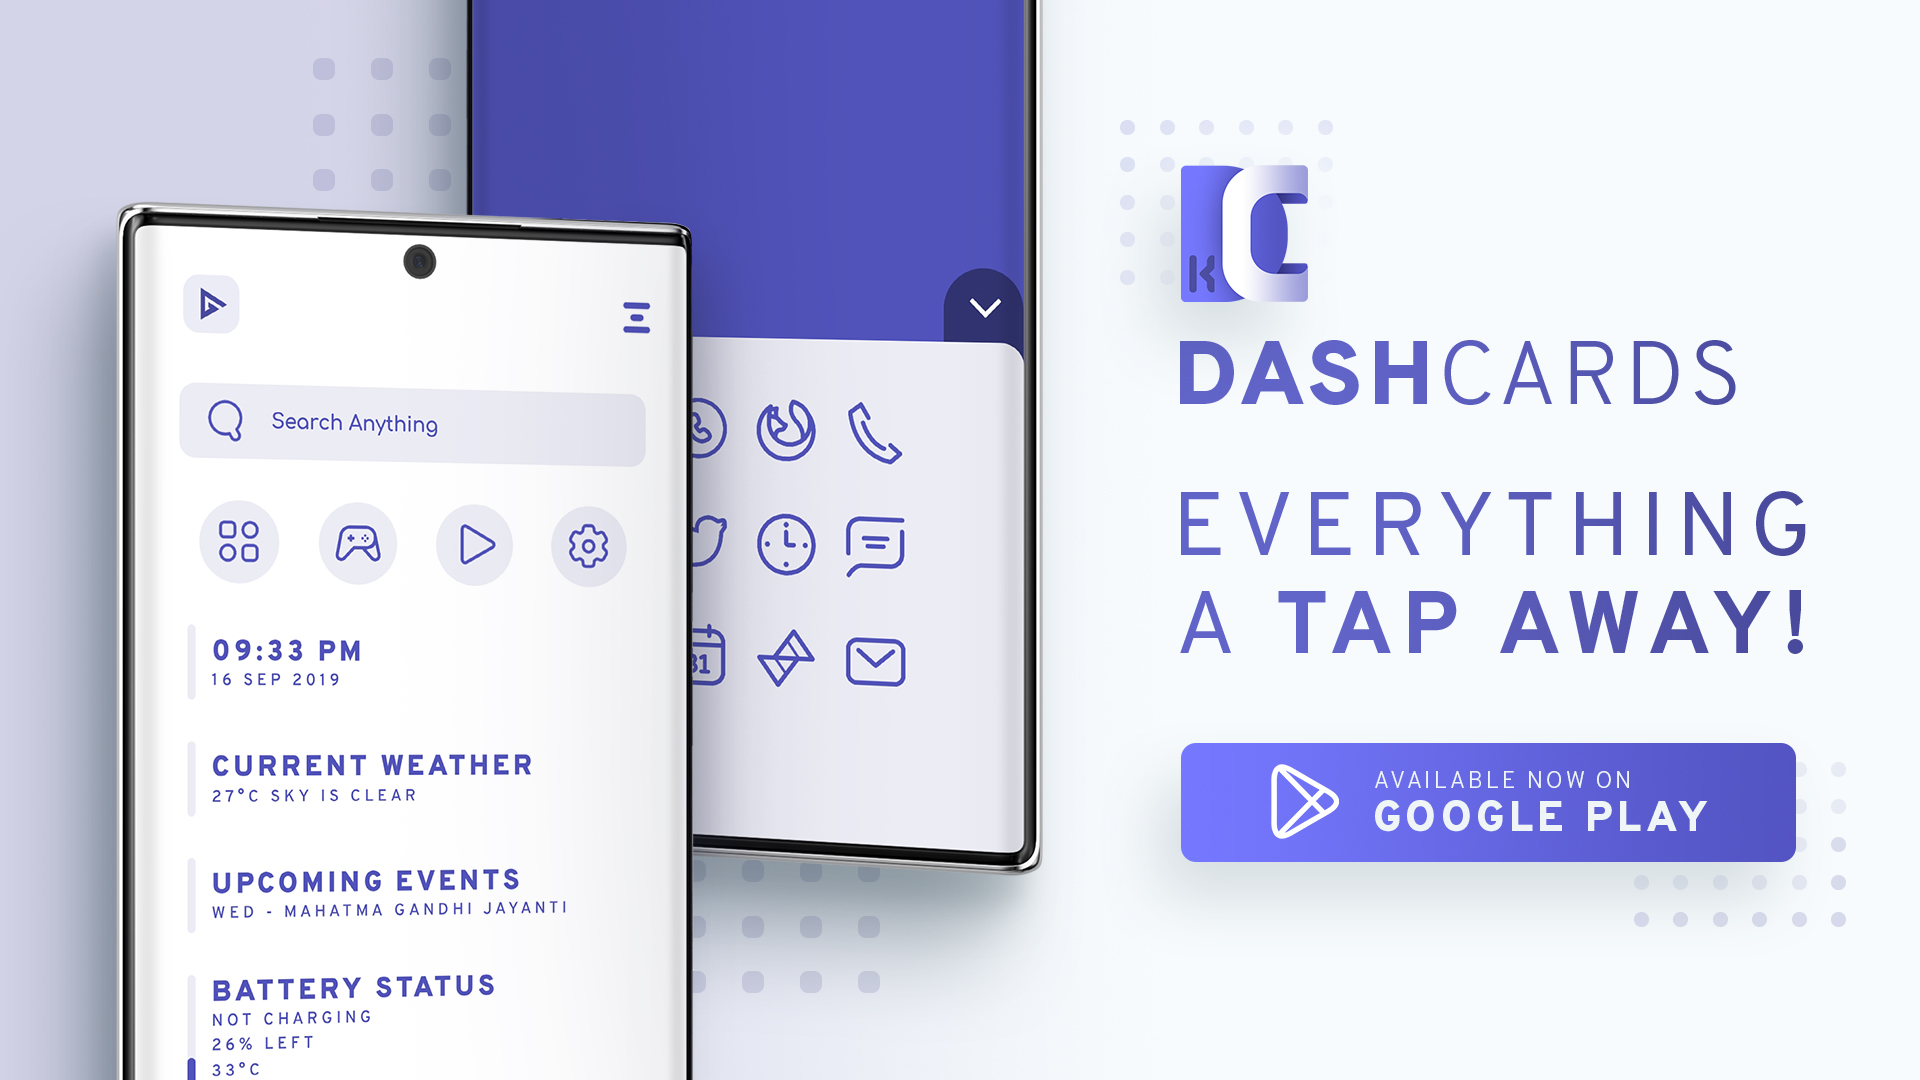 Search Anything
09:33 PM
16 SEP 2019
CURRENT WEATHER
27°C SKY IS CLEAR
UPCOMING EVENTS
WED - MAHATMA GANDHI JAYANTI
BATTERY STATUS
NOT CHARGING
26% LEFT
33°C
31
K
DASHCARDS
EVERYTHING
A TAP AWAY!
AVAILABLE NOW ON
GOOGLE PLAY